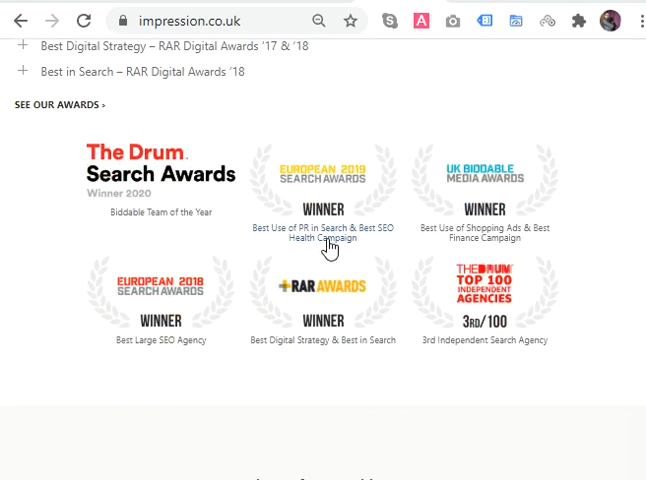 impression.co.uk
Best Digital Strategy – RAR Digital Awards '17 & '18
Best in Search – RAR Digital Awards '18
SEE OUR AWARDS ›
The Drum.
Search Awards
Winner 2020
Biddable Team of the Year
EUROPEAN 2019
SEARCH AWARDS
WINNER
Best Use of PR in Search & Best SEO
Health Campaign
UK BIDDABLE
MEDIA AWARDS
WINNER
Best Use of Shopping Ads & Best
Finance Campaign
EUROPEAN 2018
SEARCH AWARDS
WINNER
Best Large SEO Agency
RAR AWARDS
WINNER
Best Digital Strategy & Best in Search
THE DRUM
TOP 100
INDEPENDENT
AGENCIES
3RD/100
3rd Independent Search Agency